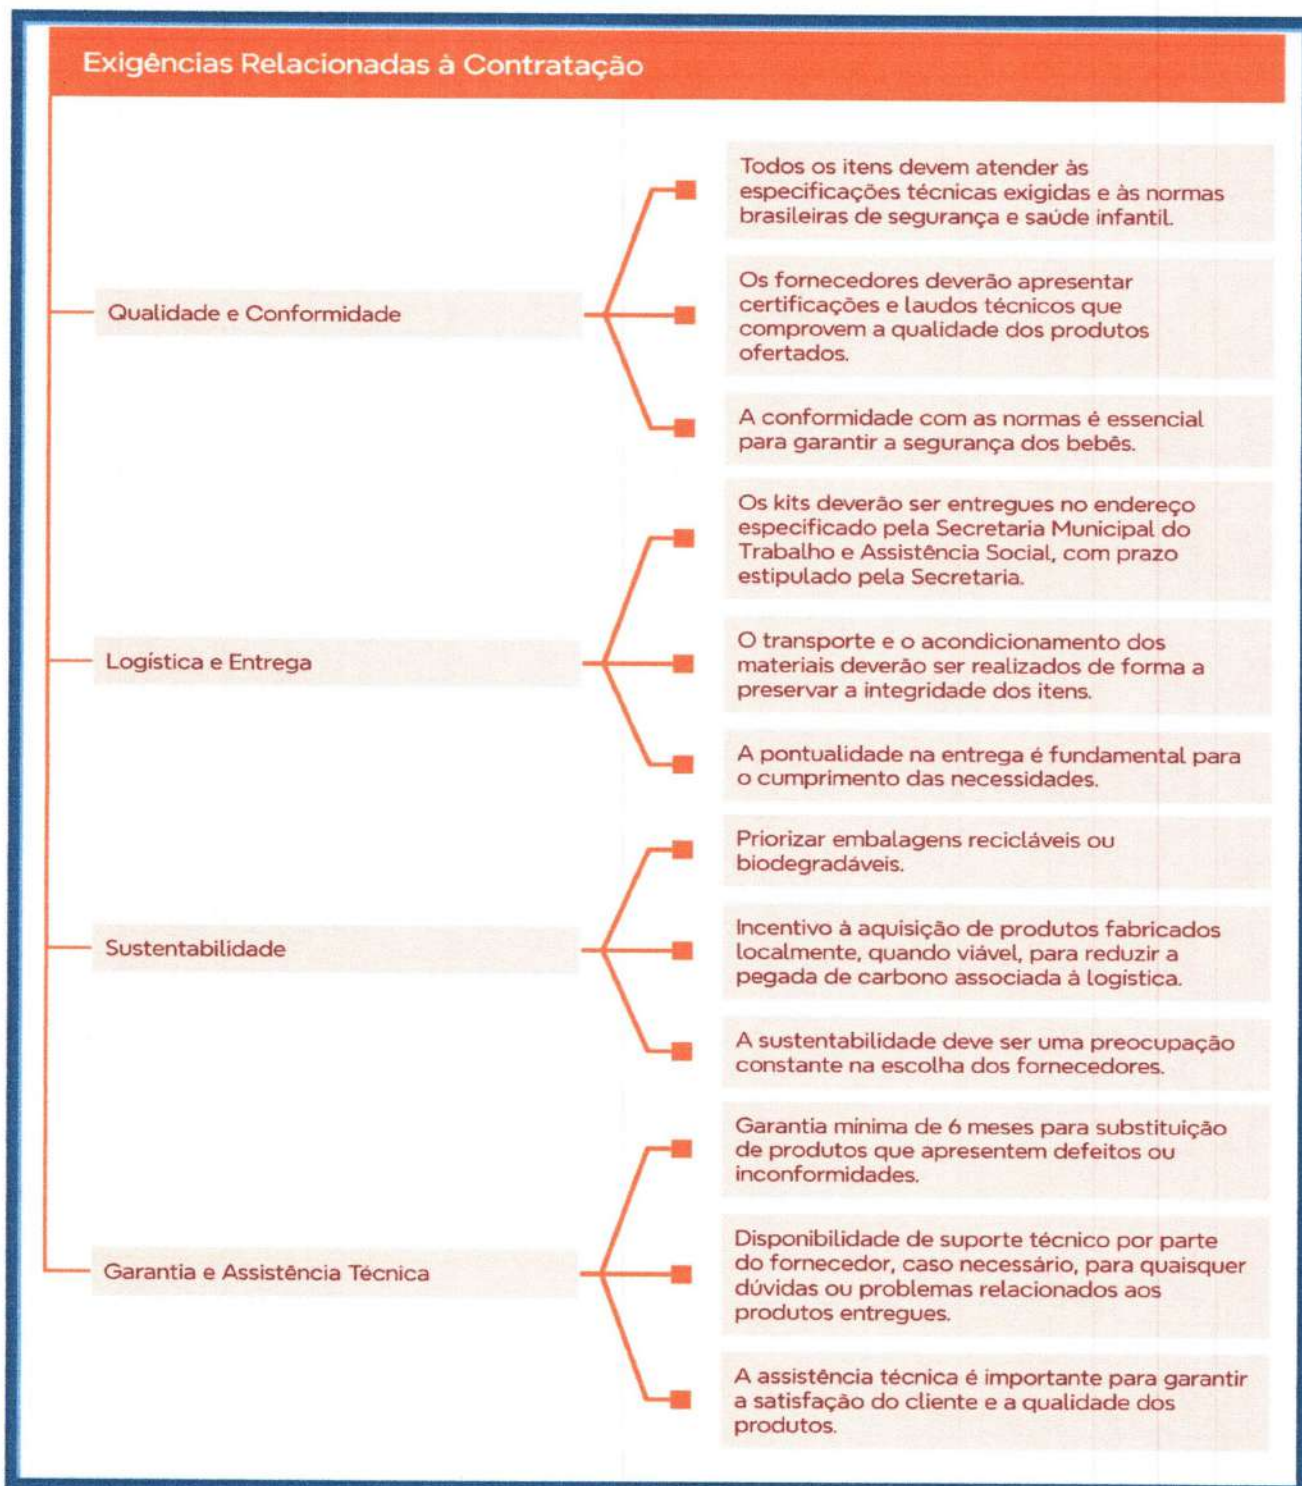 Exigências Relacionadas à Contratação
Qualidade e Conformidade
Todos os itens devem atender às
especificações técnicas exigidas e às normas
brasileiras de segurança e saúde infantil.
Os fornecedores deverão apresentar
certificações e laudos técnicos que
comprovem a qualidade dos produtos
ofertados.
A conformidade com as normas é essencial
para garantir a segurança dos bebês.
Logística e Entrega
Os kits deverão ser entregues no endereço
especificado pela Secretaria Municipal do
Trabalho e Assistência Social, com prazo
estipulado pela Secretaria.
O transporte e o acondicionamento dos
materiais deverão ser realizados de forma a
preservar a integridade dos itens.
A pontualidade na entrega é fundamental para
o cumprimento das necessidades.
Sustentabilidade
Priorizar embalagens recicláveis ou
biodegradáveis.
Incentivo à aquisição de produtos fabricados
localmente, quando viável, para reduzir a
pegada de carbono associada à logística.
A sustentabilidade deve ser uma preocupação
constante na escolha dos fornecedores.
Garantia e Assistência Técnica
Garantia mínima de 6 meses para substituição
de produtos que apresentem defeitos ou
inconformidades.
Disponibilidade de suporte técnico por parte
do fornecedor, caso necessário, para quaisquer
dúvidas ou problemas relacionados aos
produtos entregues.
A assistência técnica é importante para garantir
a satisfação do cliente e a qualidade dos
produtos.